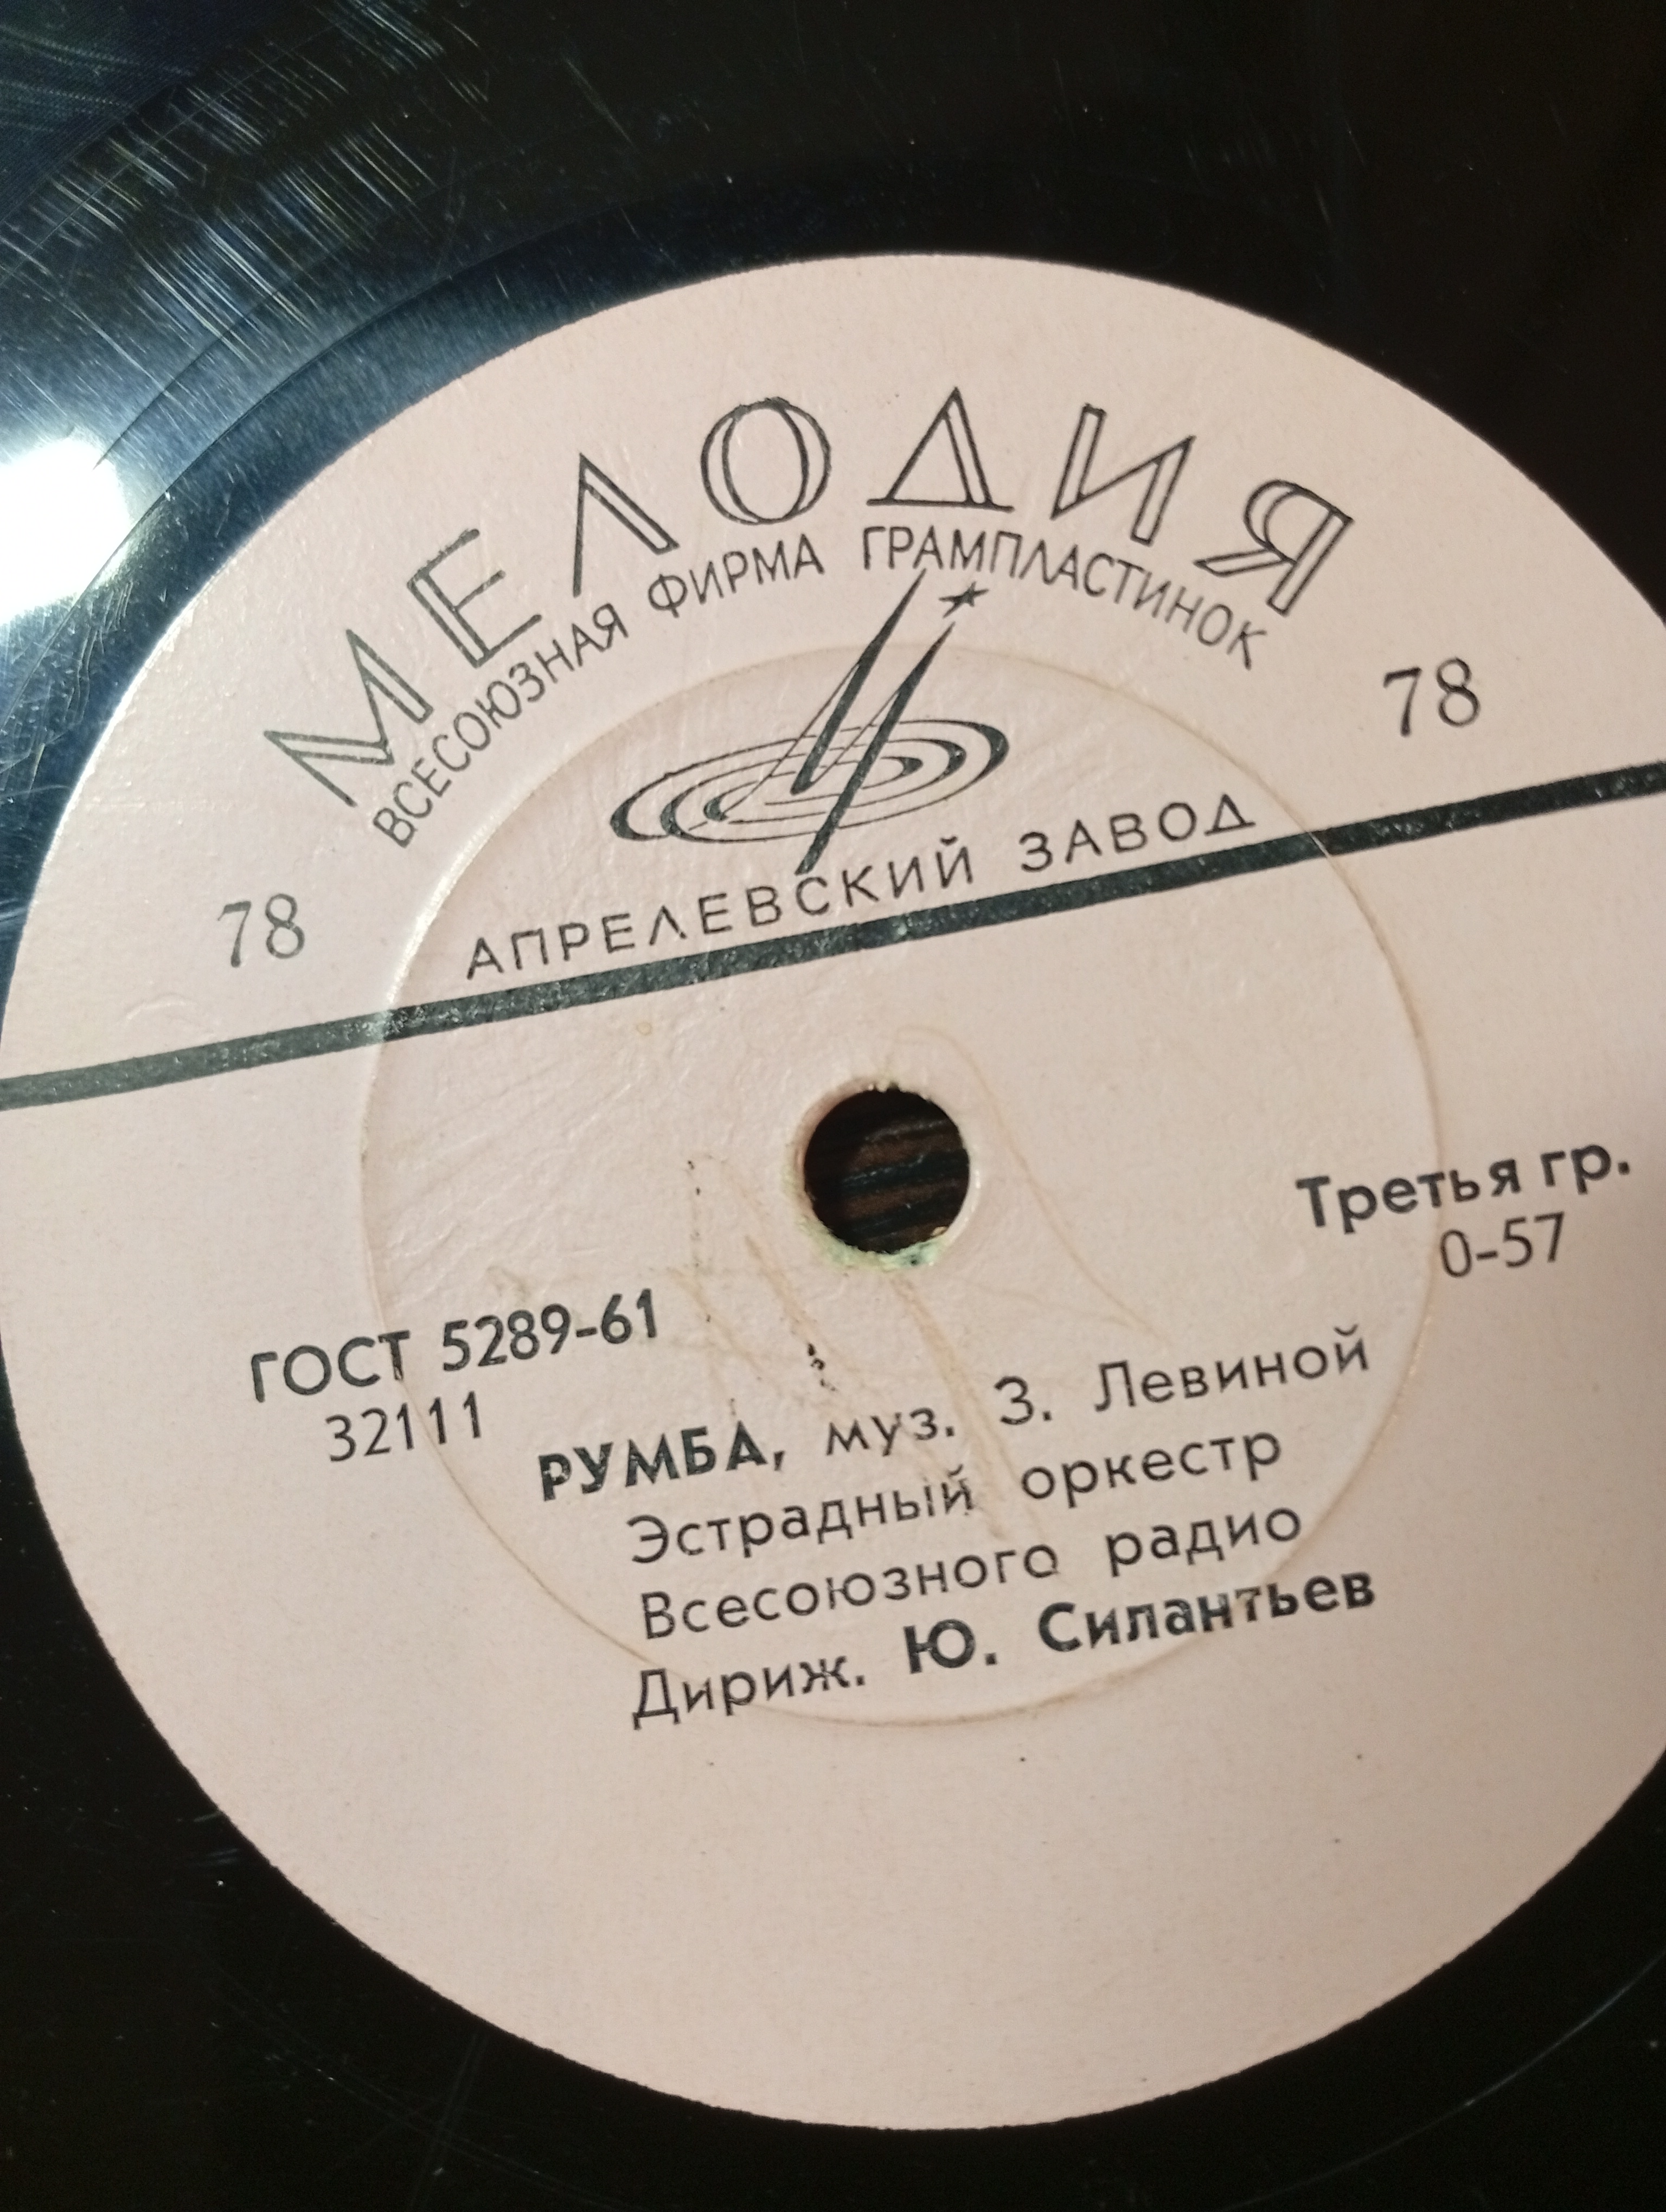 МЕЛОДИЯ
ВСЕСОЮЗНАЯ ФИРМА ГРАМПЛАСТИНОК
78
78
АПРЕЛЕВСКИЙ ЗАВОД
Третья гр.
0-57
ГОСТ 5289-61
32111
РУМБА, муз. З. Левиной
Эстрадный оркестр
Всесоюзного радио
Дириж. Ю. Силантьев